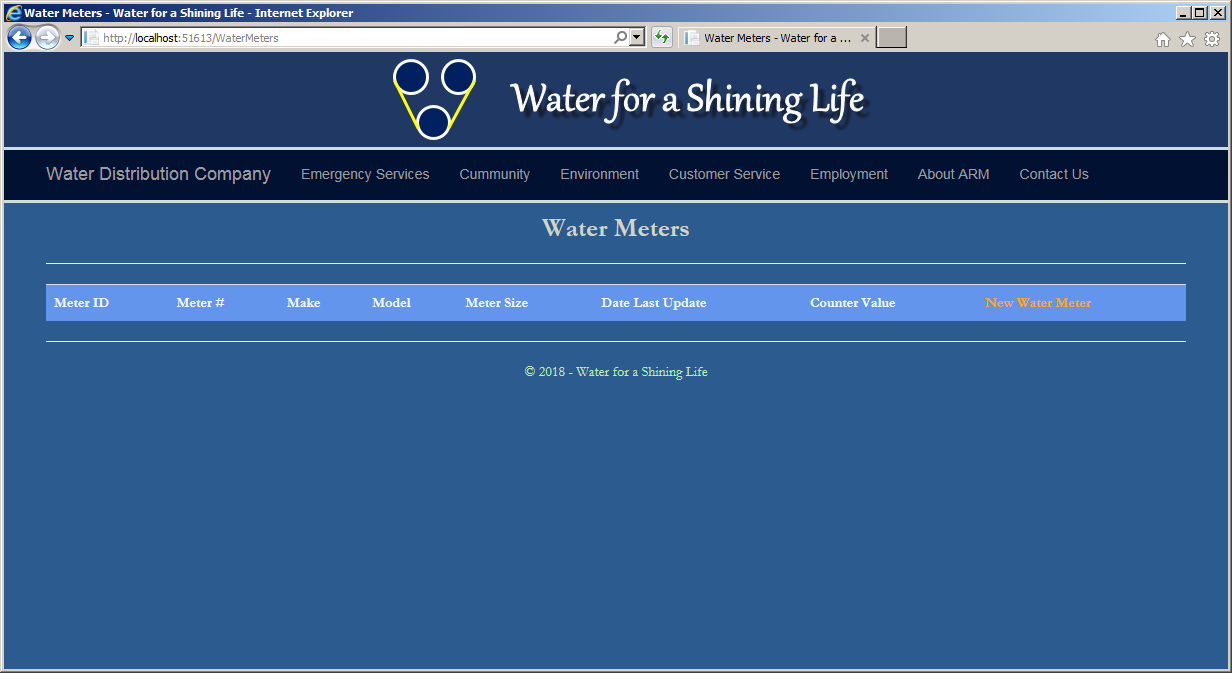 Water Meters - Water for a Shining Life - Internet Explorer
http://localhost:51613/WaterMeters
Water Meters - Water for a ...
Water for a Shining Life
Water Distribution Company Emergency Services Cummunity Environment Customer Service Employment About ARM Contact Us
Water Meters
Meter ID Meter # Make Model Meter Size Date Last Update Counter Value New Water Meter
© 2018 - Water for a Shining Life